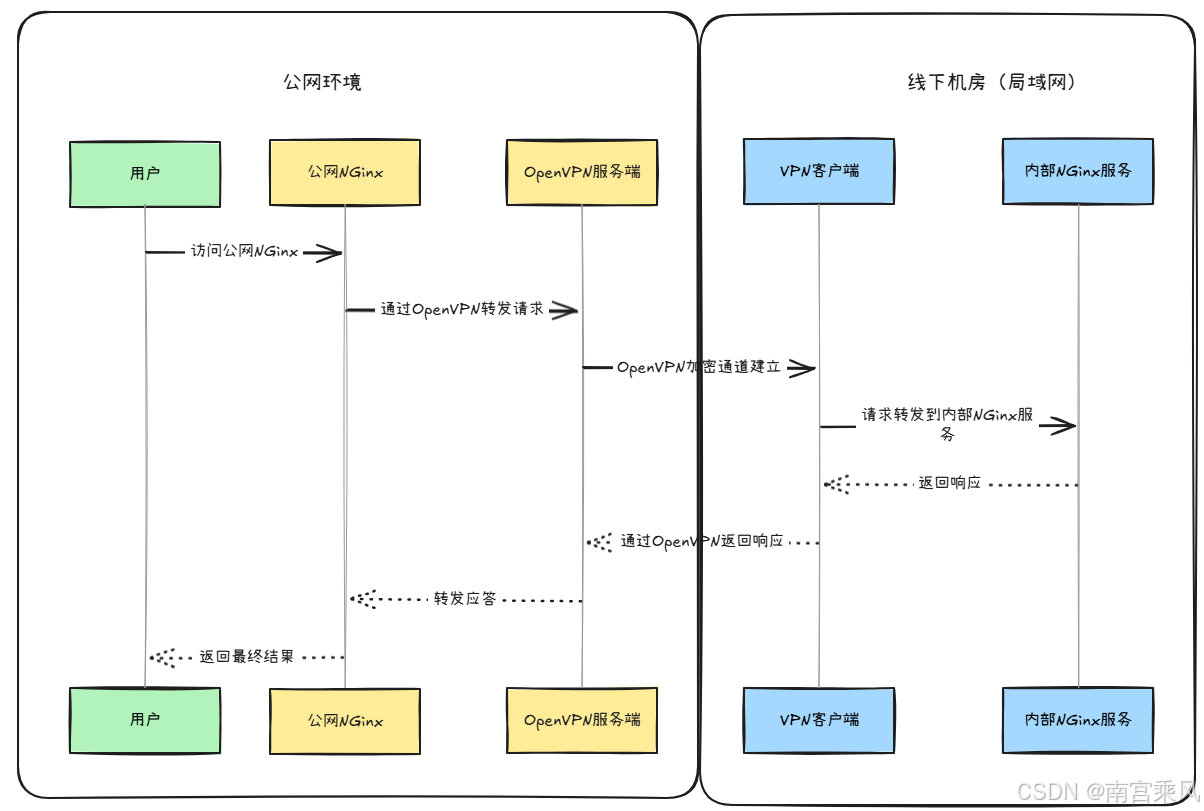 公网环境
线下机房（局域网）
用户
公网NGinx
OpenVPN服务端
VPN客户端
内部NGinx服务
访问公网NGinx
通过OpenVPN转发请求
OpenVPN加密通道建立
请求转发到内部NGinx服
务
返回响应
通过OpenVPN返回响应
转发应答
返回最终结果
用户
公网NGinx
OpenVPN服务端
VPN客户端
内部NGinx服务
CSDN @南宫乘风